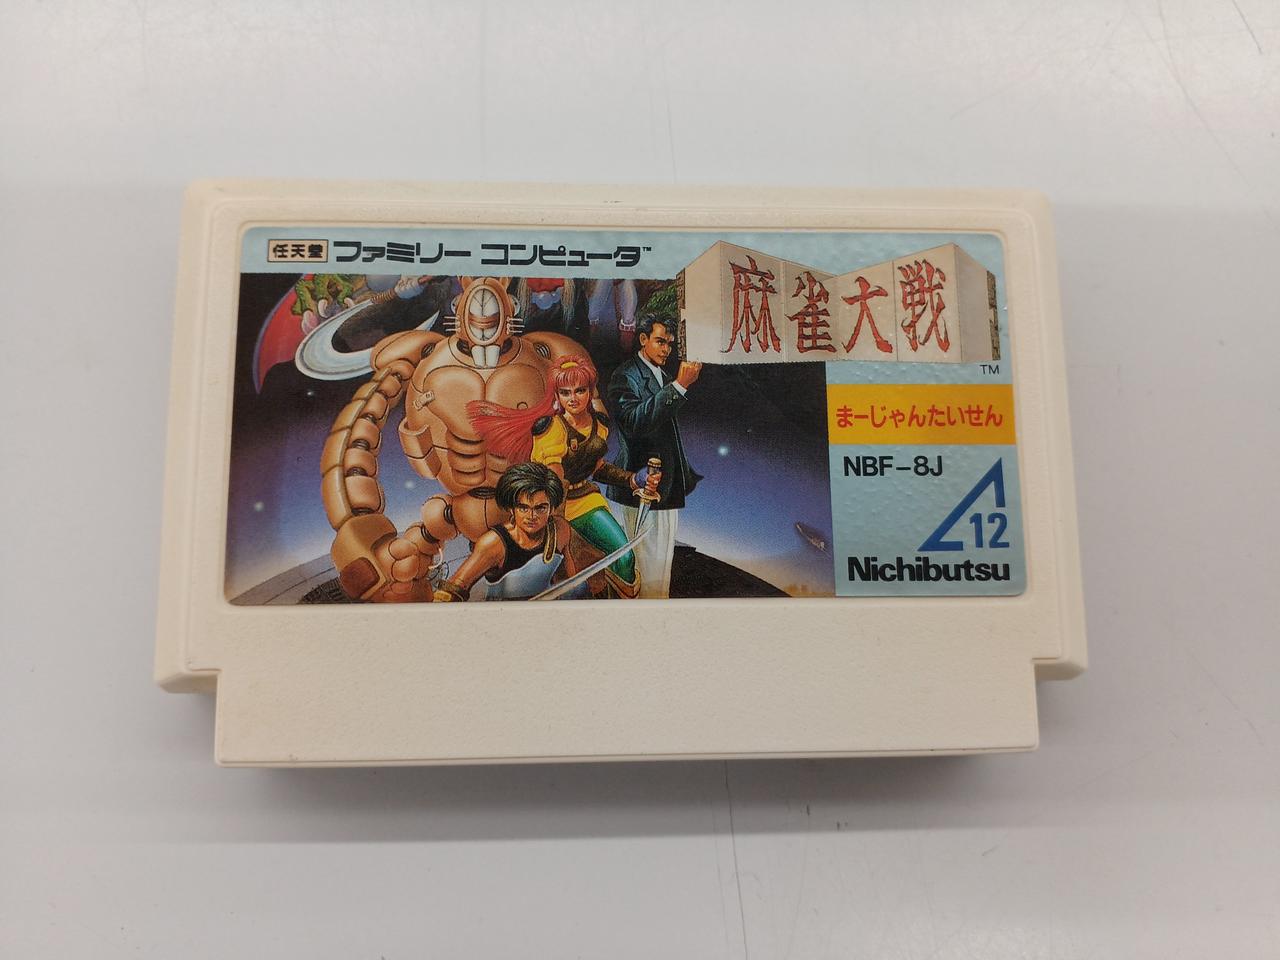 任天堂 ファミリー コンピュータ™
麻雀大戦
TM
まーじゃんたいせん
NBF-8J
12
Nichibutsu